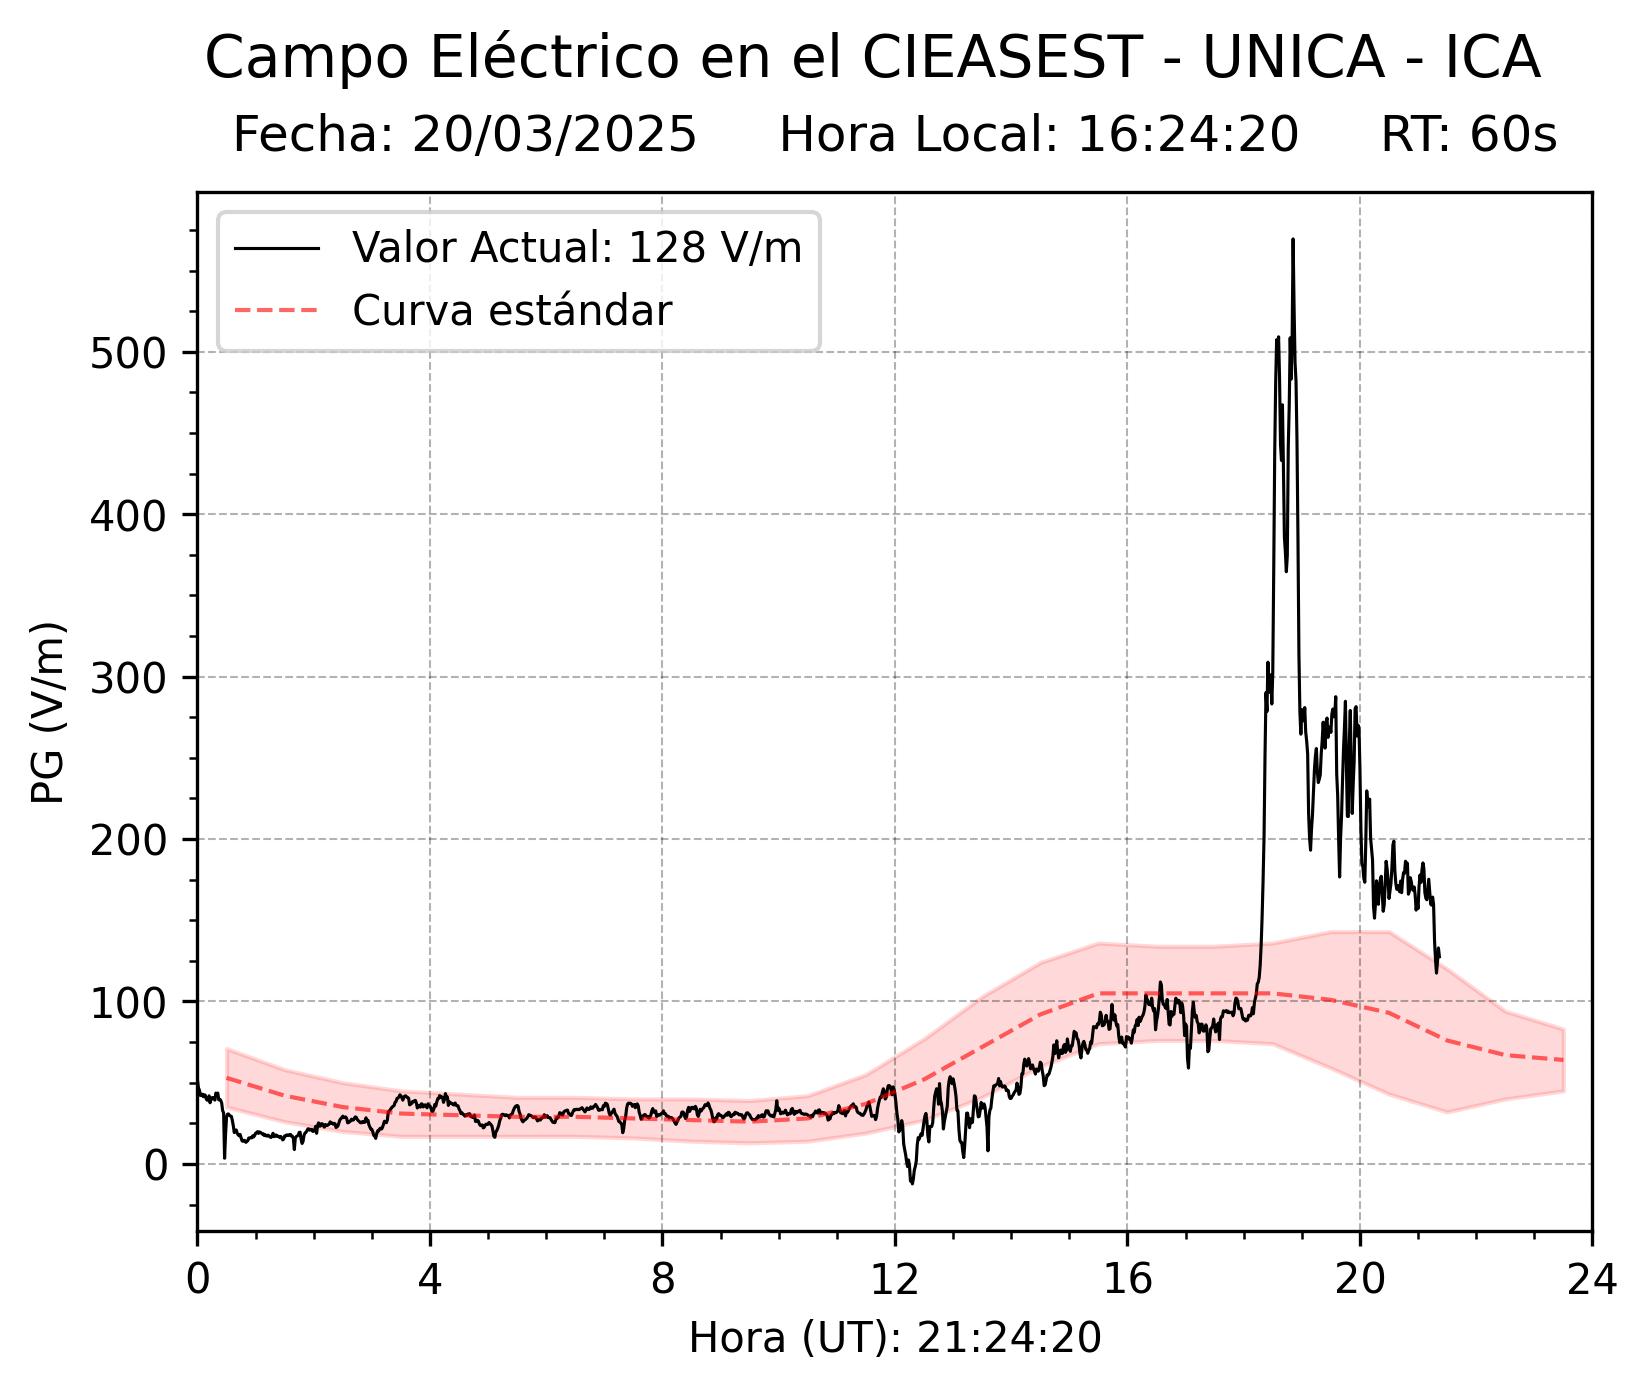 Campo Eléctrico en el CIEASEST - UNICA - ICA
Fecha: 20/03/2025 Hora Local: 16:24:20 RT: 60s
Valor Actual: 128 V/m
Curva estándar
500
400
300
200
100
0
PG (V/m)
0 4 8 12 16 20 24
Hora (UT): 21:24:20